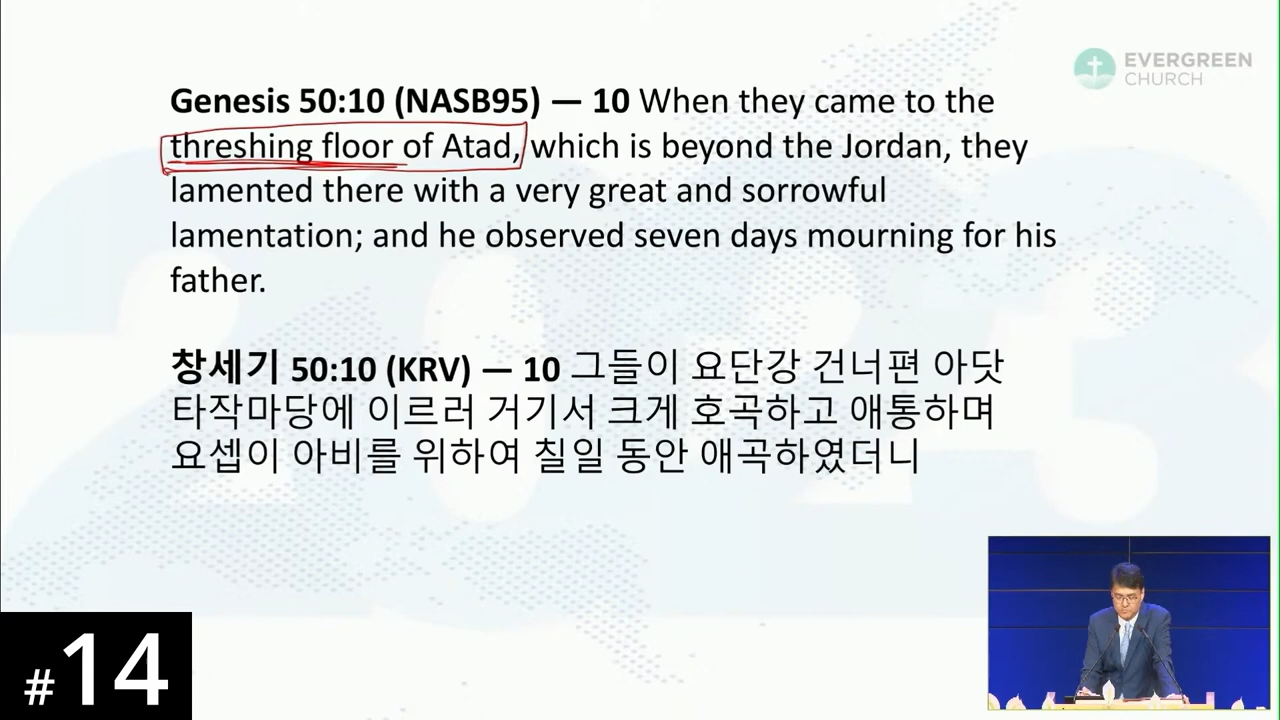 EVERGREEN
CHURCH
Genesis 50:10 (NASB95) — 10 When they came to the
threshing floor of Atad, which is beyond the Jordan, they
lamented there with a very great and sorrowful
lamentation; and he observed seven days mourning for his
father.
창세기 50:10 (KRV) — 10 그들이 요단강 건너편 아닷
타작마당에 이르러 거기서 크게 호곡하고 애통하며
요셉이 아비를 위하여 칠일 동안 애곡하였더니
#14
2023